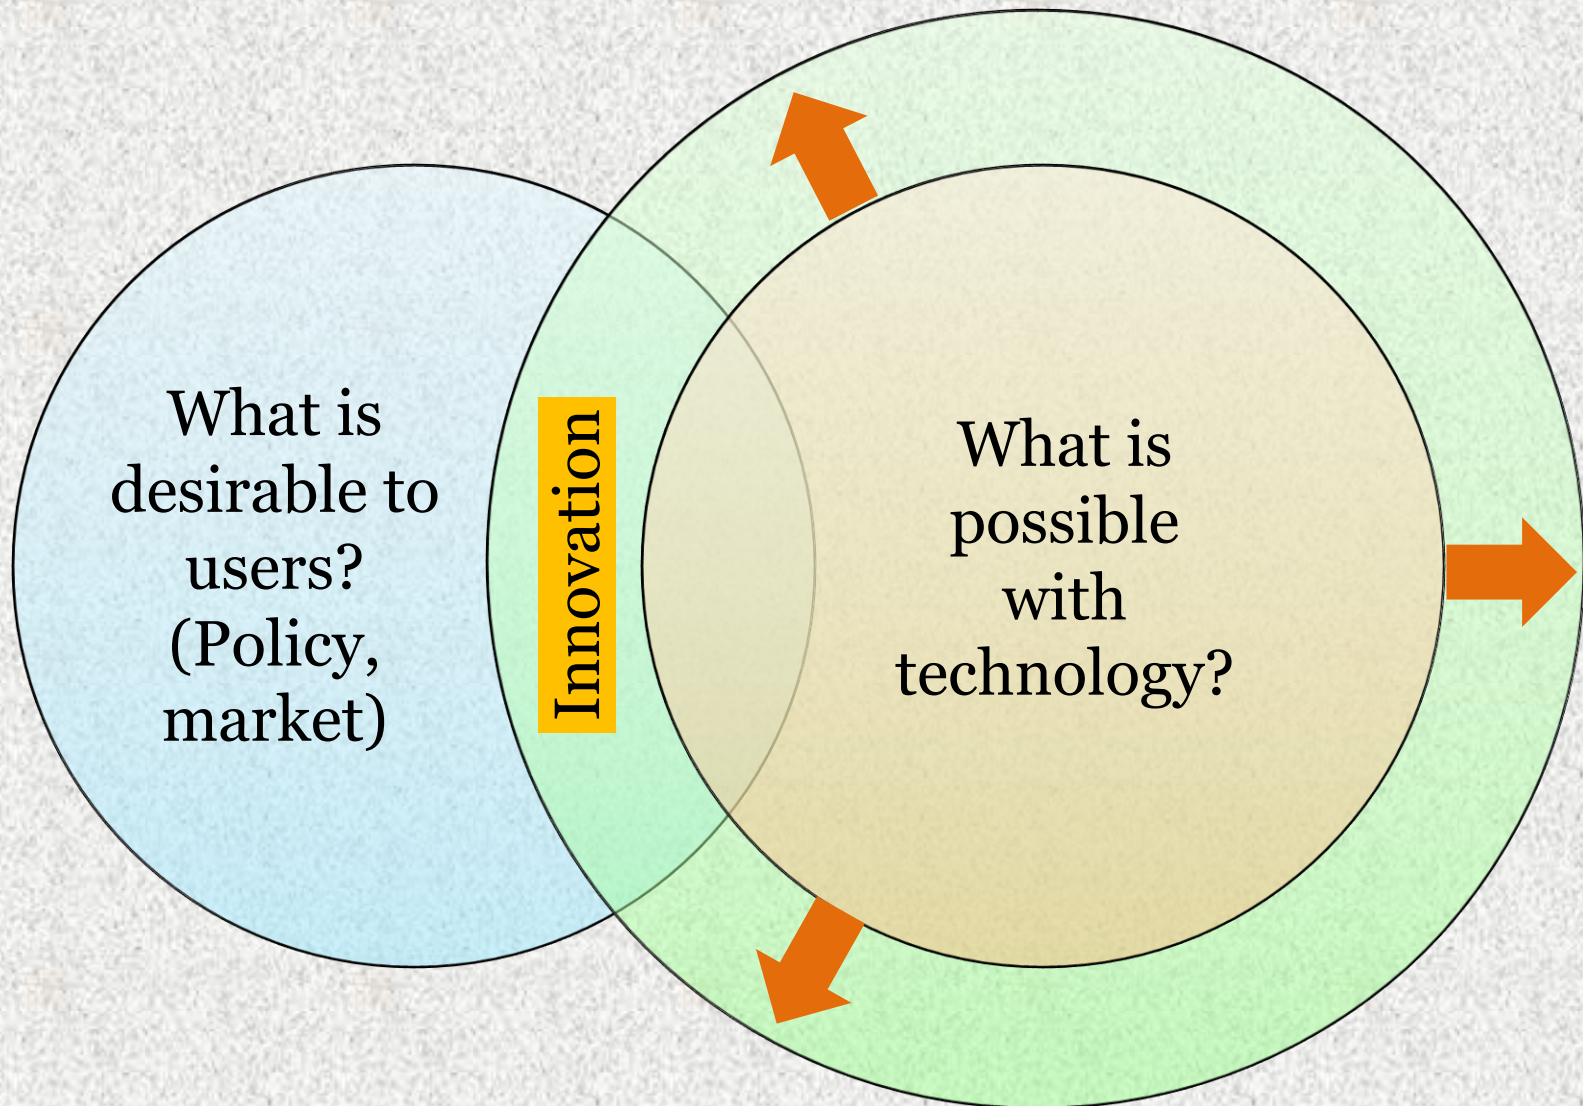 What is
desirable to
users?
(Policy,
market)
Innovation
What is
possible
with
technology?